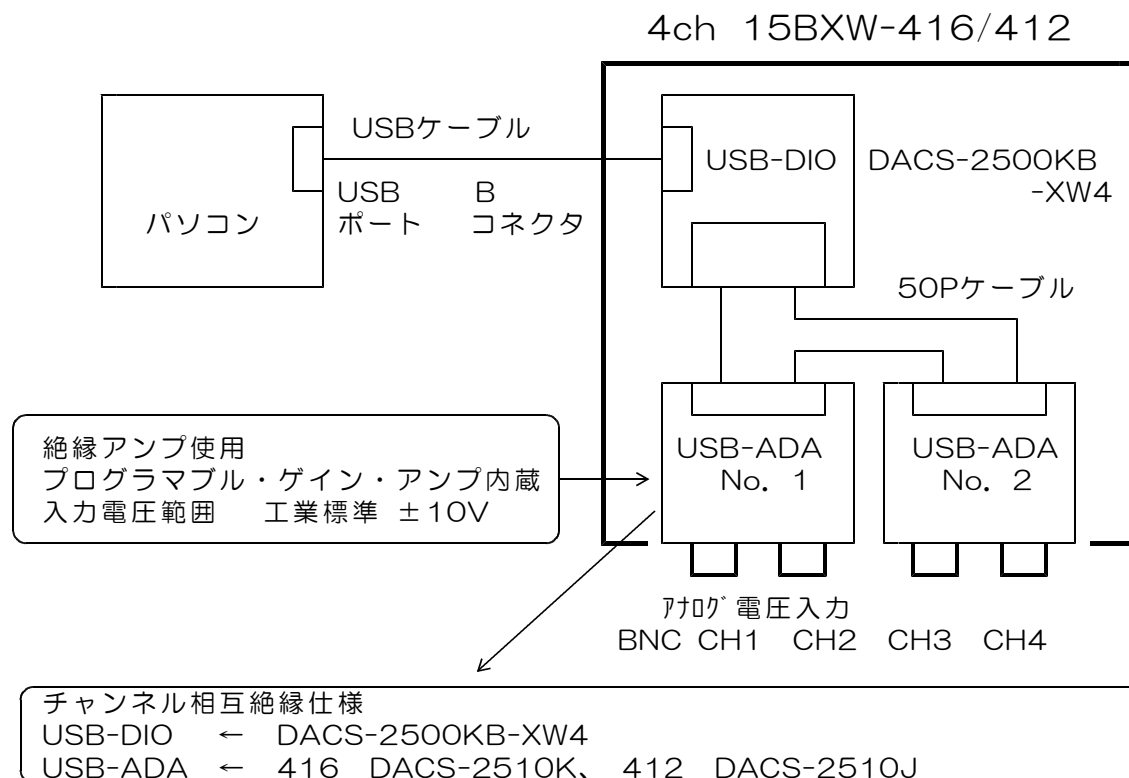 4ch 15BXW-416/412
USBケーブル
USB-DIO DACS-2500KB
-XW4
USB B
パソコン ポート コネクタ
50Pケーブル
絶縁アンプ使用
プログラマブル・ゲイン・アンプ内蔵
入力電圧範囲 工業標準 ±10V
USB-ADA
No. 1
USB-ADA
No. 2
ｱﾅﾛｸﾞ電圧入力
BNC CH1 CH2 CH3 CH4
チャンネル相互絶縁仕様
USB-DIO ← DACS-2500KB-XW4
USB-ADA ← 416 DACS-2510K、 412 DACS-2510J